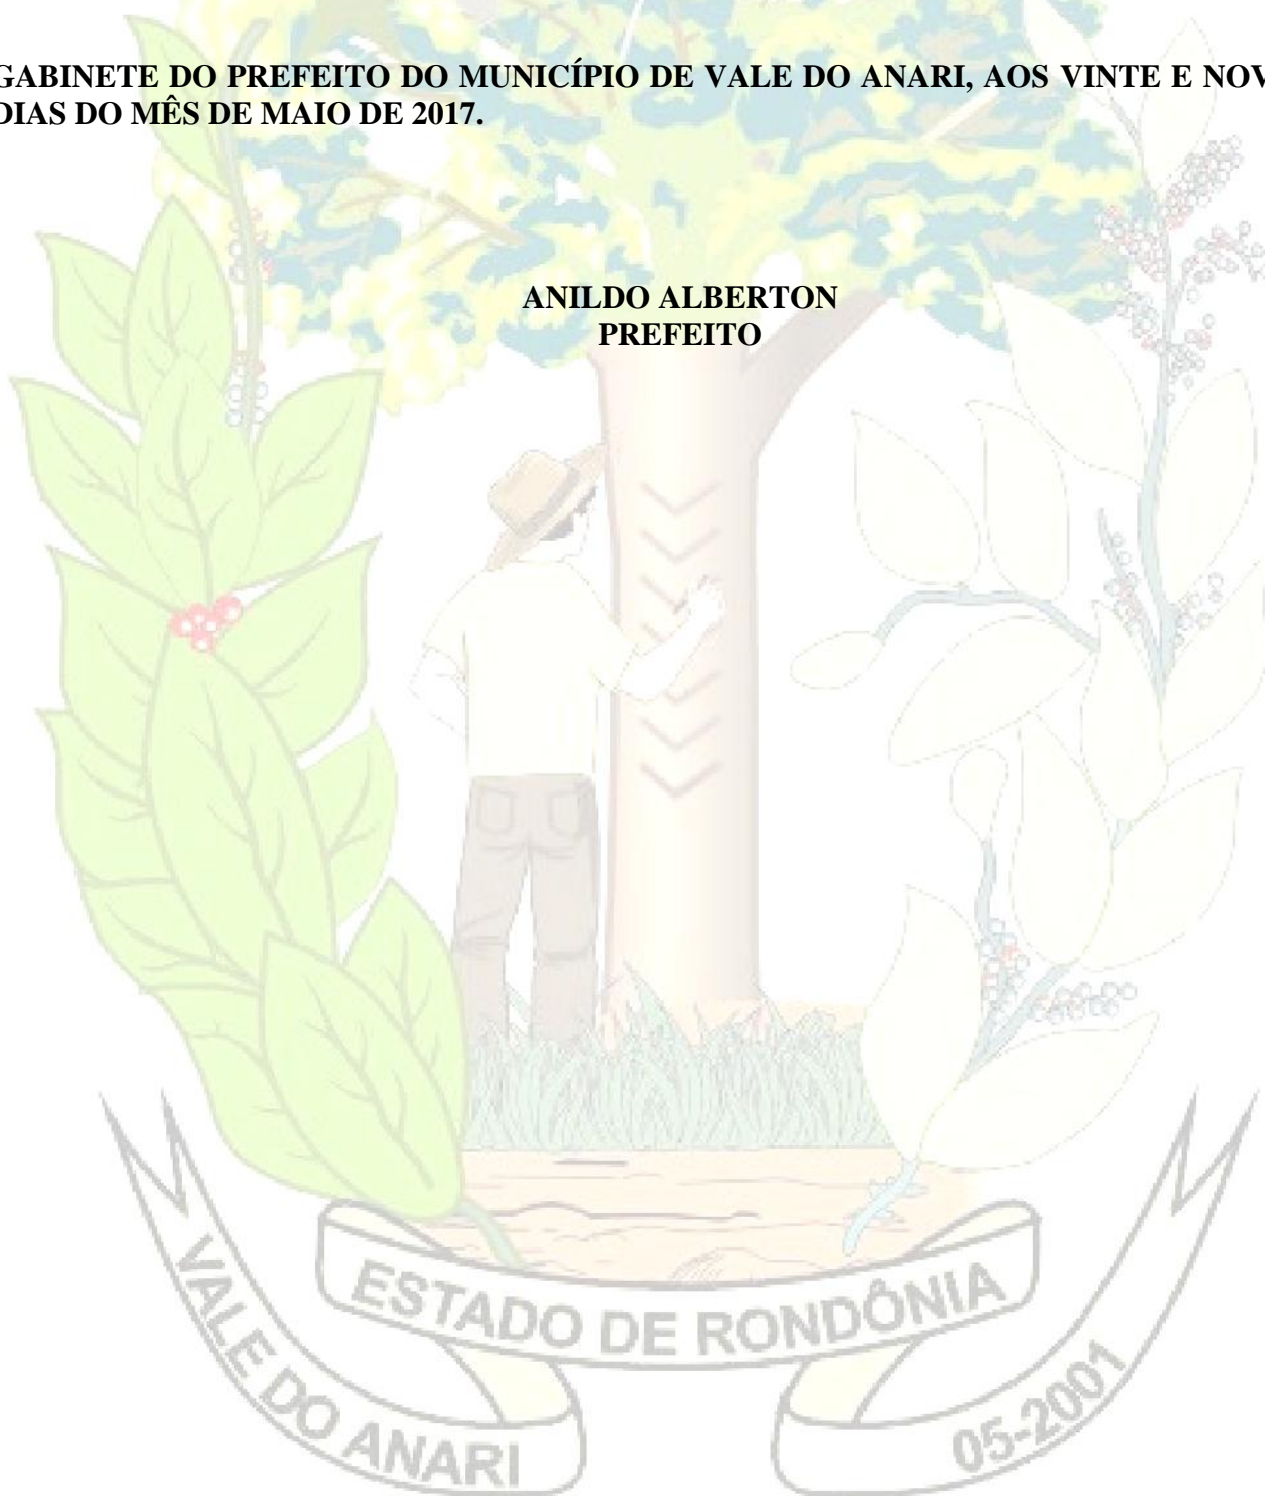 GABINETE DO PREFEITO DO MUNICÍPIO DE VALE DO ANARI, AOS VINTE E NOV
DIAS DO MÊS DE MAIO DE 2017.
ANILDO ALBERTON
PREFEITO
ESTADO DE RONDÔNIA
VALE DO ANARI
05-2001